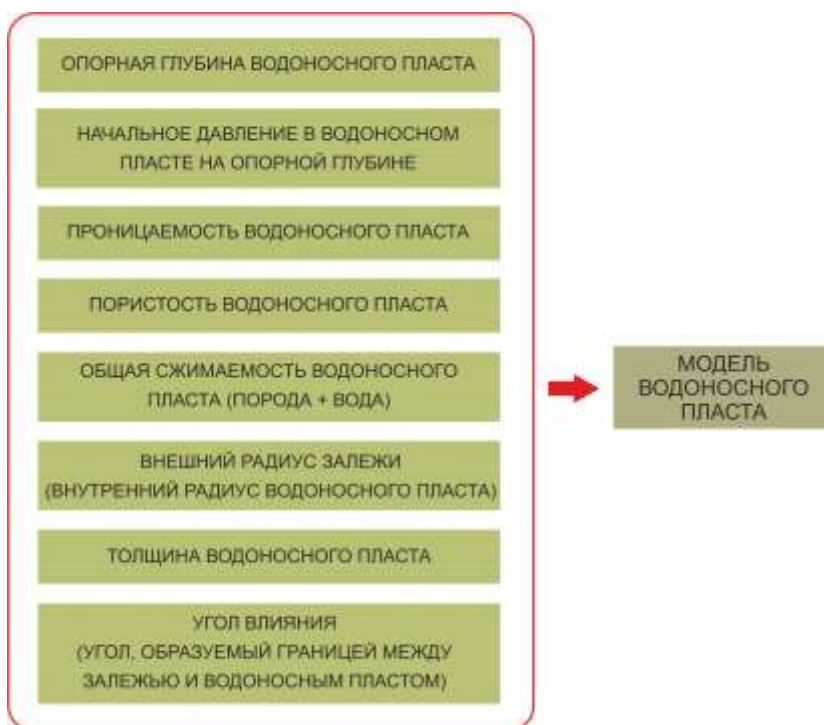 ОПОРНАЯ ГЛУБИНА ВОДОНОСНОГО ПЛАСТА
НАЧАЛЬНОЕ ДАВЛЕНИЕ В ВОДОНОСНОМ
ПЛАСТЕ НА ОПОРНОЙ ГЛУБИНЕ
ПРОНИЦАЕМОСТЬ ВОДОНОСНОГО ПЛАСТА
ПОРИСТОСТЬ ВОДОНОСНОГО ПЛАСТА
ОБЩАЯ СЖИМАЕМОСТЬ ВОДОНОСНОГО
ПЛАСТА (ПОРОДА + ВОДА)
ВНЕШНИЙ РАДИУС ЗАЛЕЖИ
(ВНУТРЕННИЙ РАДИУС ВОДОНОСНОГО ПЛАСТА)
ТОЛЩИНА ВОДОНОСНОГО ПЛАСТА
УГОЛ ВЛИЯНИЯ
(УГОЛ, ОБРАЗУЕМЫЙ ГРАНИЦЕЙ МЕЖДУ
ЗАЛЕЖЬЮ И ВОДОНОСНЫМ ПЛАСТОМ)
МОДЕЛЬ
ВОДОНОСНОГО
ПЛАСТА